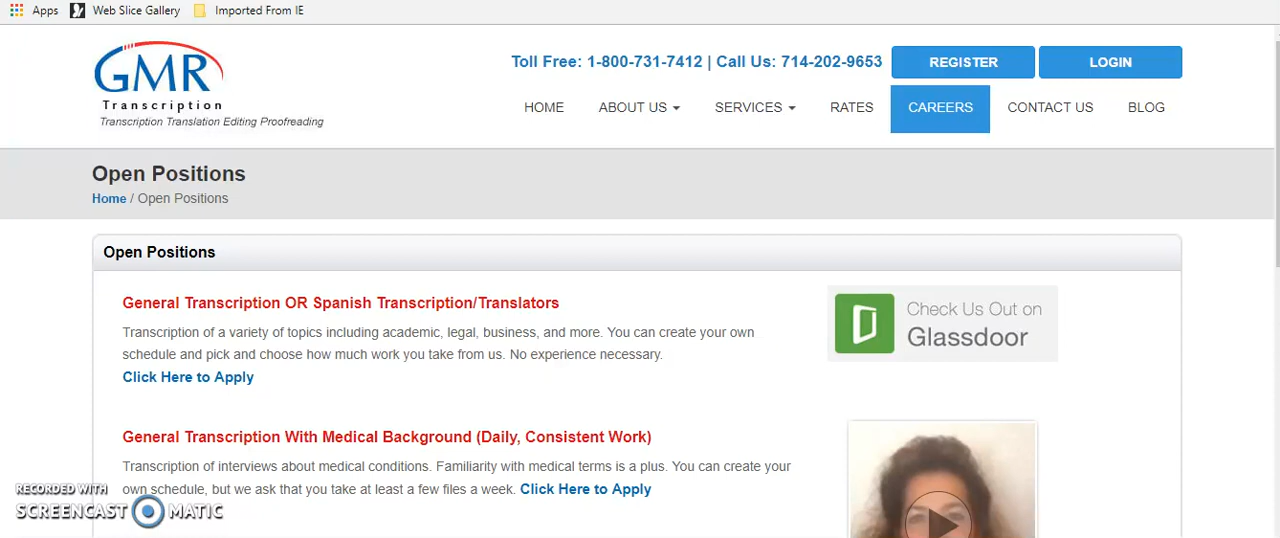 Apps Web Slice Gallery Imported From IE
GMR
Transcription
Transcription Translation Editing Proofreading
Toll Free: 1-800-731-7412 | Call Us: 714-202-9653 REGISTER LOGIN
HOME ABOUT US SERVICES RATES CAREERS CONTACT US BLOG
Open Positions
Home / Open Positions
Open Positions
General Transcription OR Spanish Transcription/Translators
Transcription of a variety of topics including academic, legal, business, and more. You can create your own
schedule and pick and choose how much work you take from us. No experience necessary.
Click Here to Apply
Check Us Out on
Glassdoor
General Transcription With Medical Background (Daily, Consistent Work)
Transcription of interviews about medical conditions. Familiarity with medical terms is a plus. You can create your
own schedule, but we ask that you take at least a few files a week. Click Here to Apply
RECORDED WITH
SCREENCAST MATIC